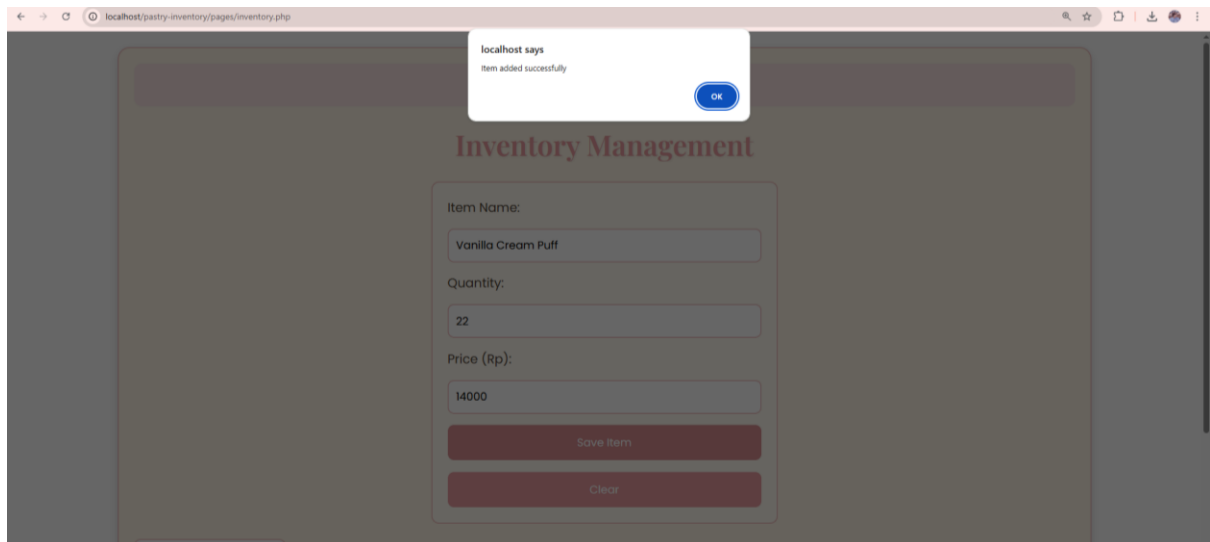 localhost/pastry-inventory/pages/inventory.php
localhost says
Item added successfully
OK
Inventory Management
Item Name:
Vanilla Cream Puff
Quantity:
22
Price (Rp):
14000
Save Item
Clear